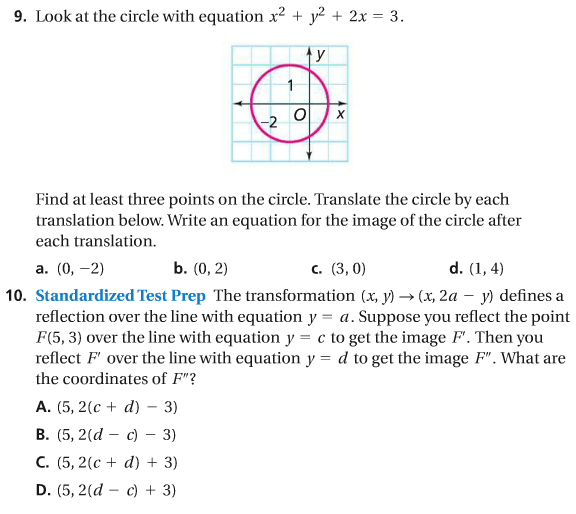 9. Look at the circle with equation x² + y² + 2x = 3.
y
1
O
x
-2
Find at least three points on the circle. Translate the circle by each
translation below. Write an equation for the image of the circle after
each translation.
a. (0, −2) b. (0, 2) c. (3, 0) d. (1, 4)
10. Standardized Test Prep The transformation (x, y) → (x, 2a − y) defines a
reflection over the line with equation y = a. Suppose you reflect the point
F(5, 3) over the line with equation y = c to get the image F′. Then you
reflect F′ over the line with equation y = d to get the image F″. What are
the coordinates of F″?
A. (5, 2(c + d) − 3)
B. (5, 2(d − c) − 3)
C. (5, 2(c + d) + 3)
D. (5, 2(d − c) + 3)